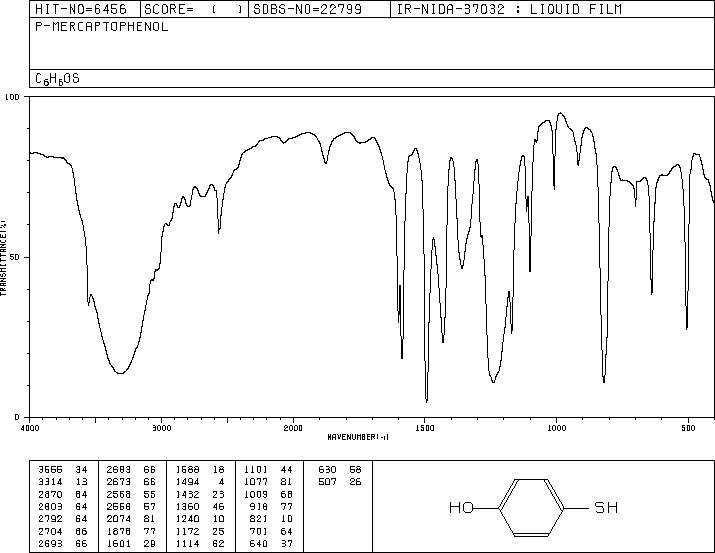 HIT-NO=6456 SCORE= ( ) SDBS-NO=22799 IR-NIDA-37032 : LIQUID FILM
P-MERCAPTOPHENOL
C6H6OS
100
50
0
TRANSMITTANCE(%)
4000 3000 2000 1500 1000 500
WAVENUMBER(-1)
3555 34 2683 66 1588 18 1101 44 630 58
3314 13 2673 66 1494 4 1077 81 507 26
2870 64 2568 55 1432 23 1009 68
2803 64 2558 57 1360 46 918 77
2792 64 2074 81 1240 10 821 10
2704 66 1878 77 1172 25 701 64
2693 66 1601 29 1114 62 640 37
HO SH